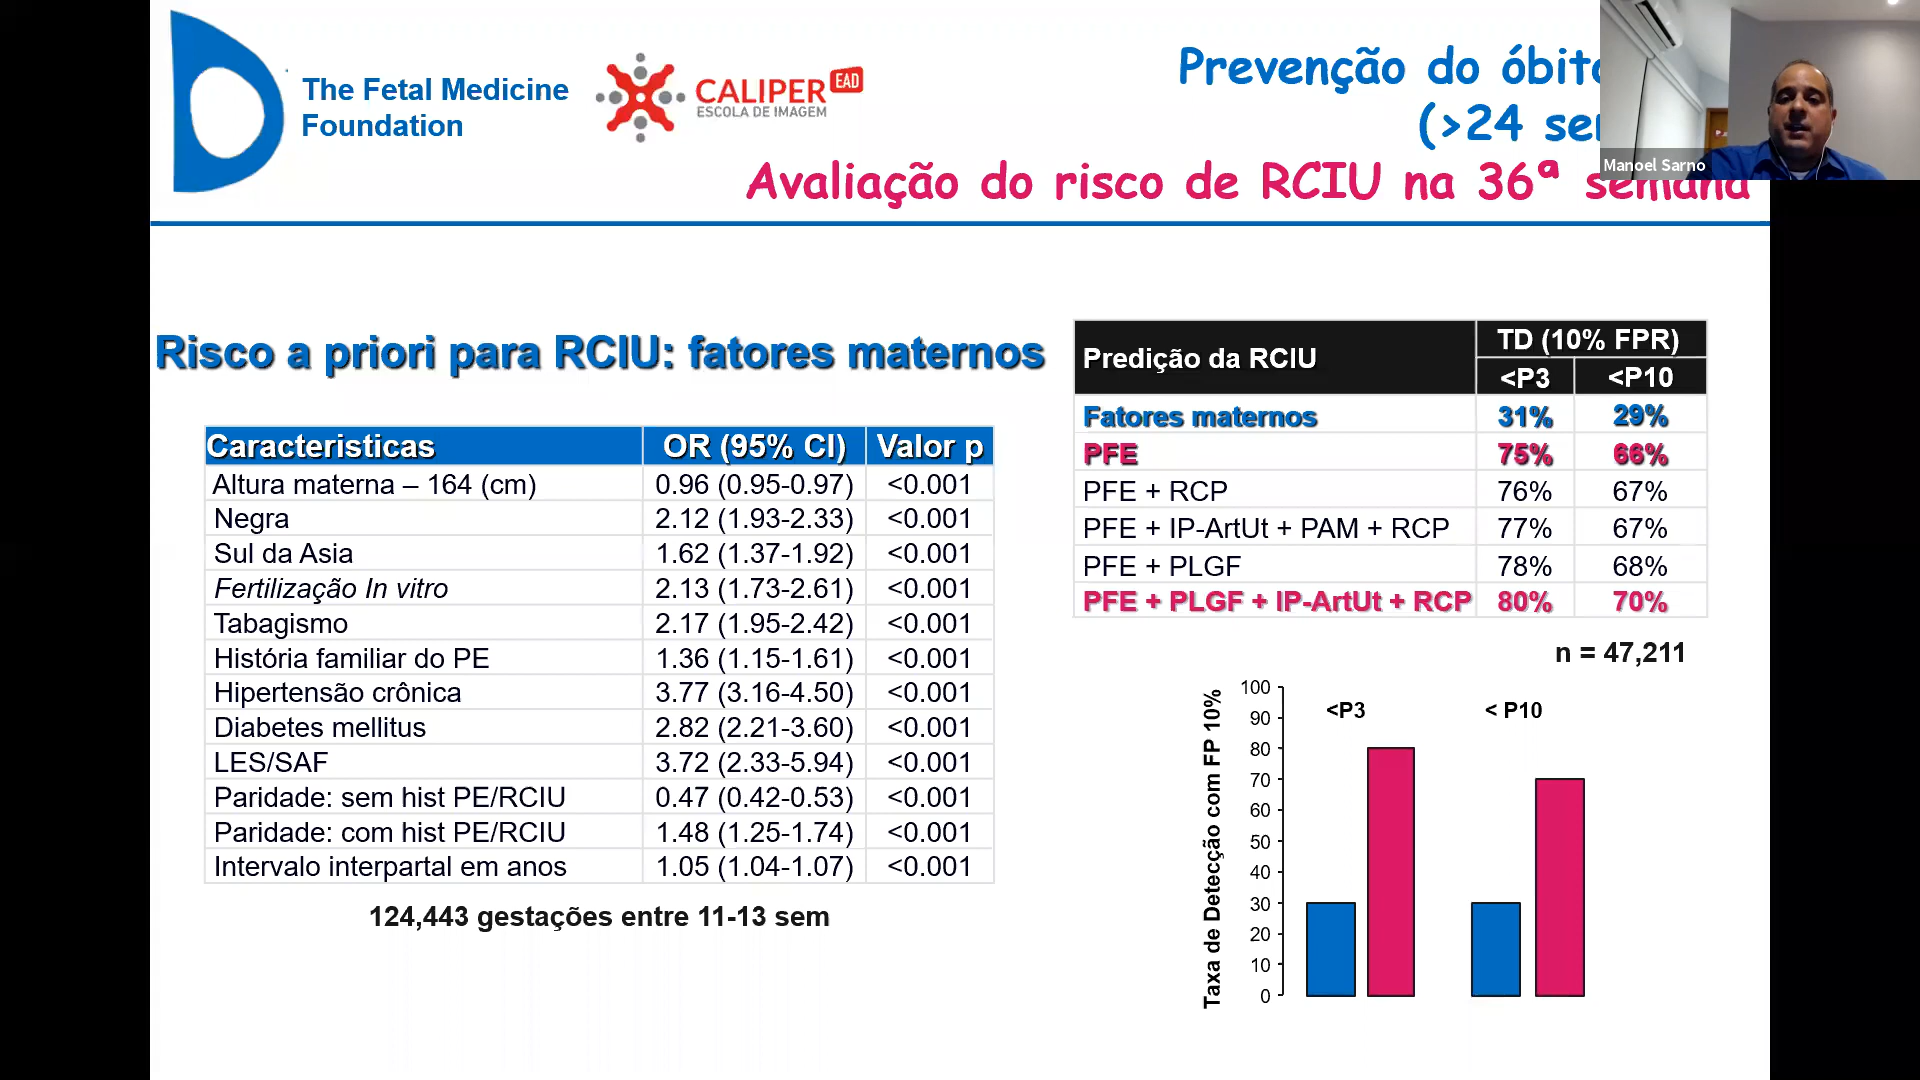 The Fetal Medicine
Foundation
CALIPER EAD
ESCOLA DE IMAGEM
Prevenção do
(>24
Avaliação do risco de RCIU na 36ª semana
Manoel Sarno
Risco a priori para RCIU: fatores maternos
Caracteristicas OR (95% CI) Valor p
Altura materna – 164 (cm) 0.96 (0.95-0.97) <0.001
Negra 2.12 (1.93-2.33) <0.001
Sul da Asia 1.62 (1.37-1.92) <0.001
Fertilização In vitro 2.13 (1.73-2.61) <0.001
Tabagismo 2.17 (1.95-2.42) <0.001
História familiar do PE 1.36 (1.15-1.61) <0.001
Hipertensão crônica 3.77 (3.16-4.50) <0.001
Diabetes mellitus 2.82 (2.21-3.60) <0.001
LES/SAF 3.72 (2.33-5.94) <0.001
Paridade: sem hist PE/RCIU 0.47 (0.42-0.53) <0.001
Paridade: com hist PE/RCIU 1.48 (1.25-1.74) <0.001
Intervalo interpartal em anos 1.05 (1.04-1.07) <0.001
124,443 gestações entre 11-13 sem
Predição da RCIU TD (10% FPR)
<P3 <P10
Fatores maternos 31% 29%
PFE 75% 66%
PFE + RCP 76% 67%
PFE + IP-ArtUt + PAM + RCP 77% 67%
PFE + PLGF 78% 68%
PFE + PLGF + IP-ArtUt + RCP 80% 70%
n = 47,211
Taxa de Detecção com FP 10%
<P3 < P10
100
90
80
70
60
50
40
30
20
10
0